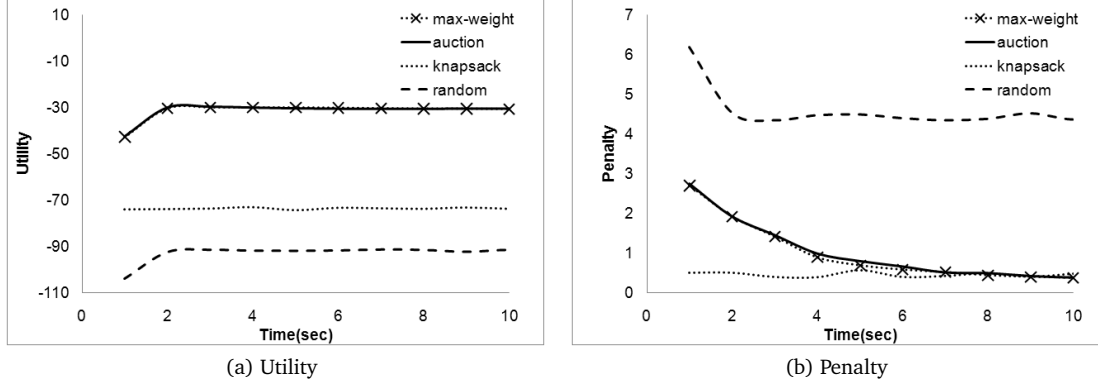 10
-10
-30
-50
-70
-90
-110
Utility
0
2
4
6
8
10
Time(sec)
max-weight
auction
knapsack
random
(a) Utility
7
6
5
4
3
2
1
0
Penalty
0
2
4
6
8
10
Time(sec)
max-weight
auction
knapsack
random
(b) Penalty